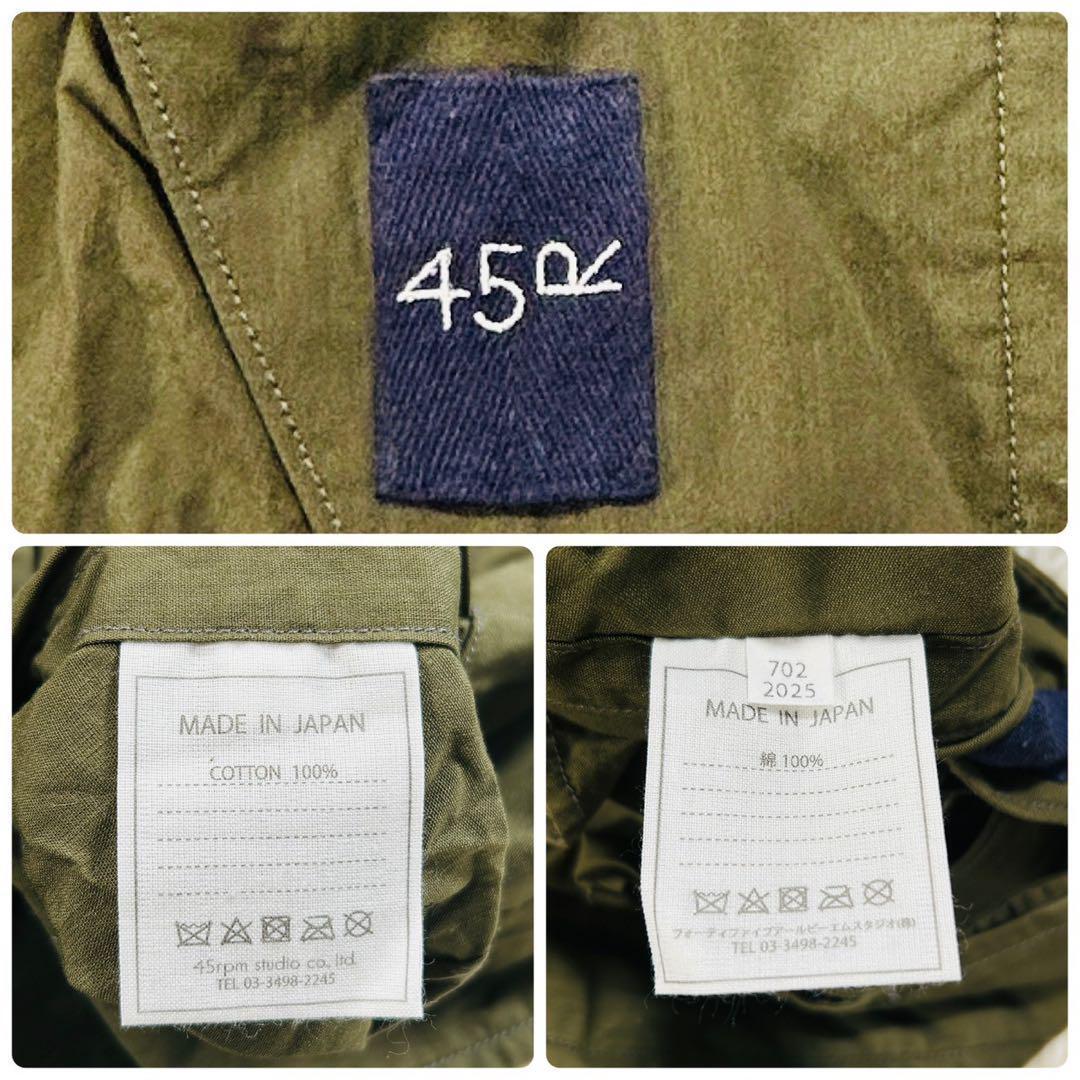 45R
MADE IN JAPAN
COTTON 100%
45rpm studio co., ltd.
TEL 03-3498-2245
702
2025
MADE IN JAPAN
綿 100%
フォーティファイブアールピーエムスタジオ(株)
TEL 03-3498-2245